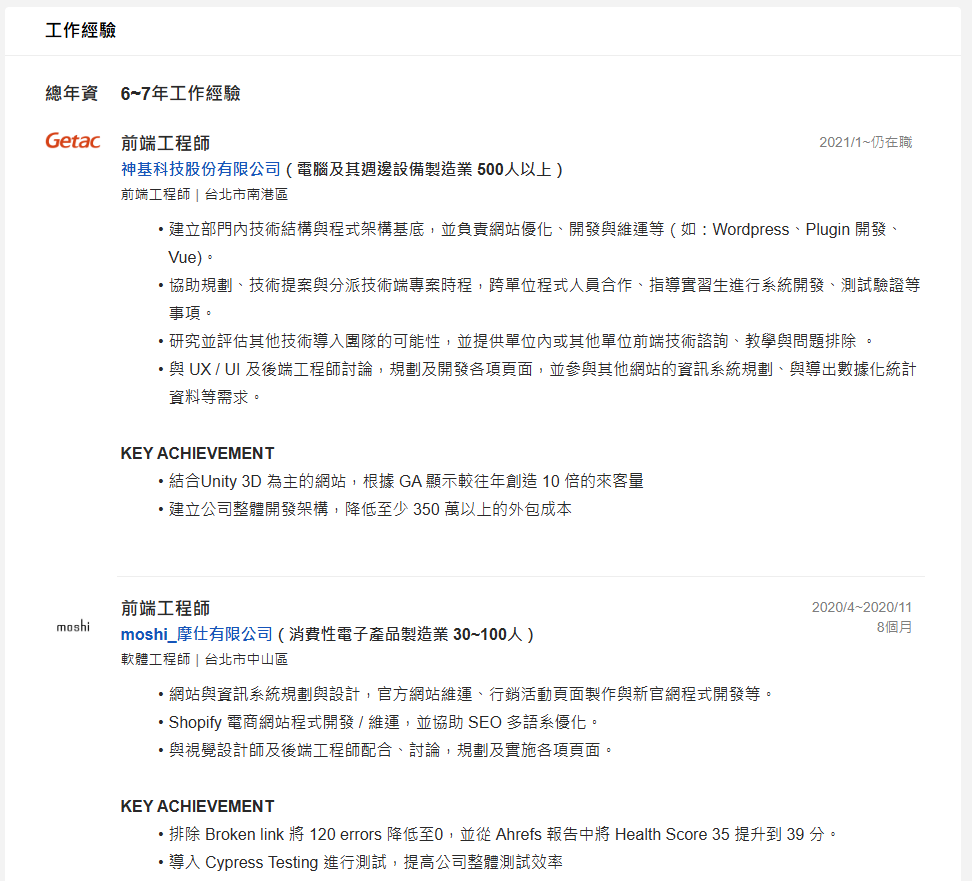 工作經驗
總年資 6~7年工作經驗
Getac
前端工程師 2021/1~仍在職
神基科技股份有限公司 ( 電腦及其週邊設備製造業 500人以上 )
前端工程師 | 台北市南港區
• 建立部門內技術結構與程式架構基底，並負責網站優化、開發與維運等 ( 如：Wordpress、Plugin 開發、
Vue)。
• 協助規劃、技術提案與分派技術端專案時程，跨單位程式人員合作、指導實習生進行系統開發、測試驗證等
事項。
• 研究並評估其他技術導入團隊的可能性，並提供單位內或其他單位前端技術諮詢、教學與問題排除 。
• 與 UX / UI 及後端工程師討論，規劃及開發各項頁面，並參與其他網站的資訊系統規劃、與導出數據化統計
資料等需求。
KEY ACHIEVEMENT
• 結合Unity 3D 為主的網站，根據 GA 顯示較往年創造 10 倍的來客量
• 建立公司整體開發架構，降低至少 350 萬以上的外包成本
前端工程師 2020/4~2020/11
moshi
8個月
moshi_摩仕有限公司 ( 消費性電子產品製造業 30~100人 )
軟體工程師 | 台北市中山區
• 網站與資訊系統規劃與設計，官方網站維運、行銷活動頁面製作與新官網程式開發等。
• Shopify 電商網站程式開發 / 維運，並協助 SEO 多語系優化。
• 與視覺設計師及後端工程師配合、討論，規劃及實施各項頁面。
KEY ACHIEVEMENT
• 排除 Broken link 將 120 errors 降低至0，並從 Ahrefs 報告中將 Health Score 35 提升到 39 分。
• 導入 Cypress Testing 進行測試，提高公司整體測試效率